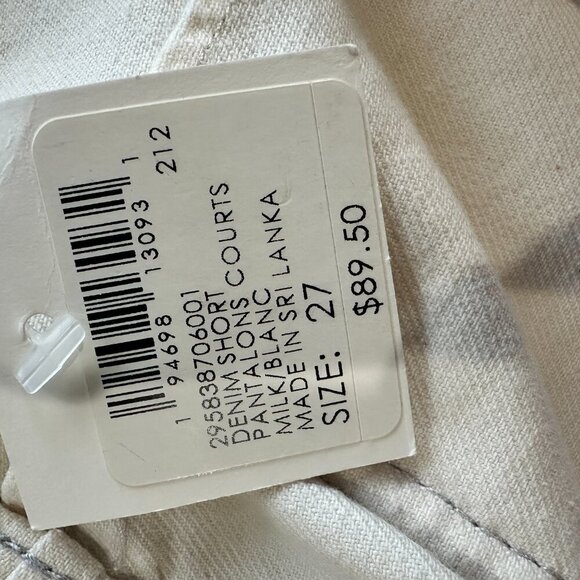 1 94698 13093 1
212
295838706001
DENIM SHORT
PANTALONS COURTS
MILK/BLANC
MADE IN SRI LANKA
SIZE: 27
$89.50